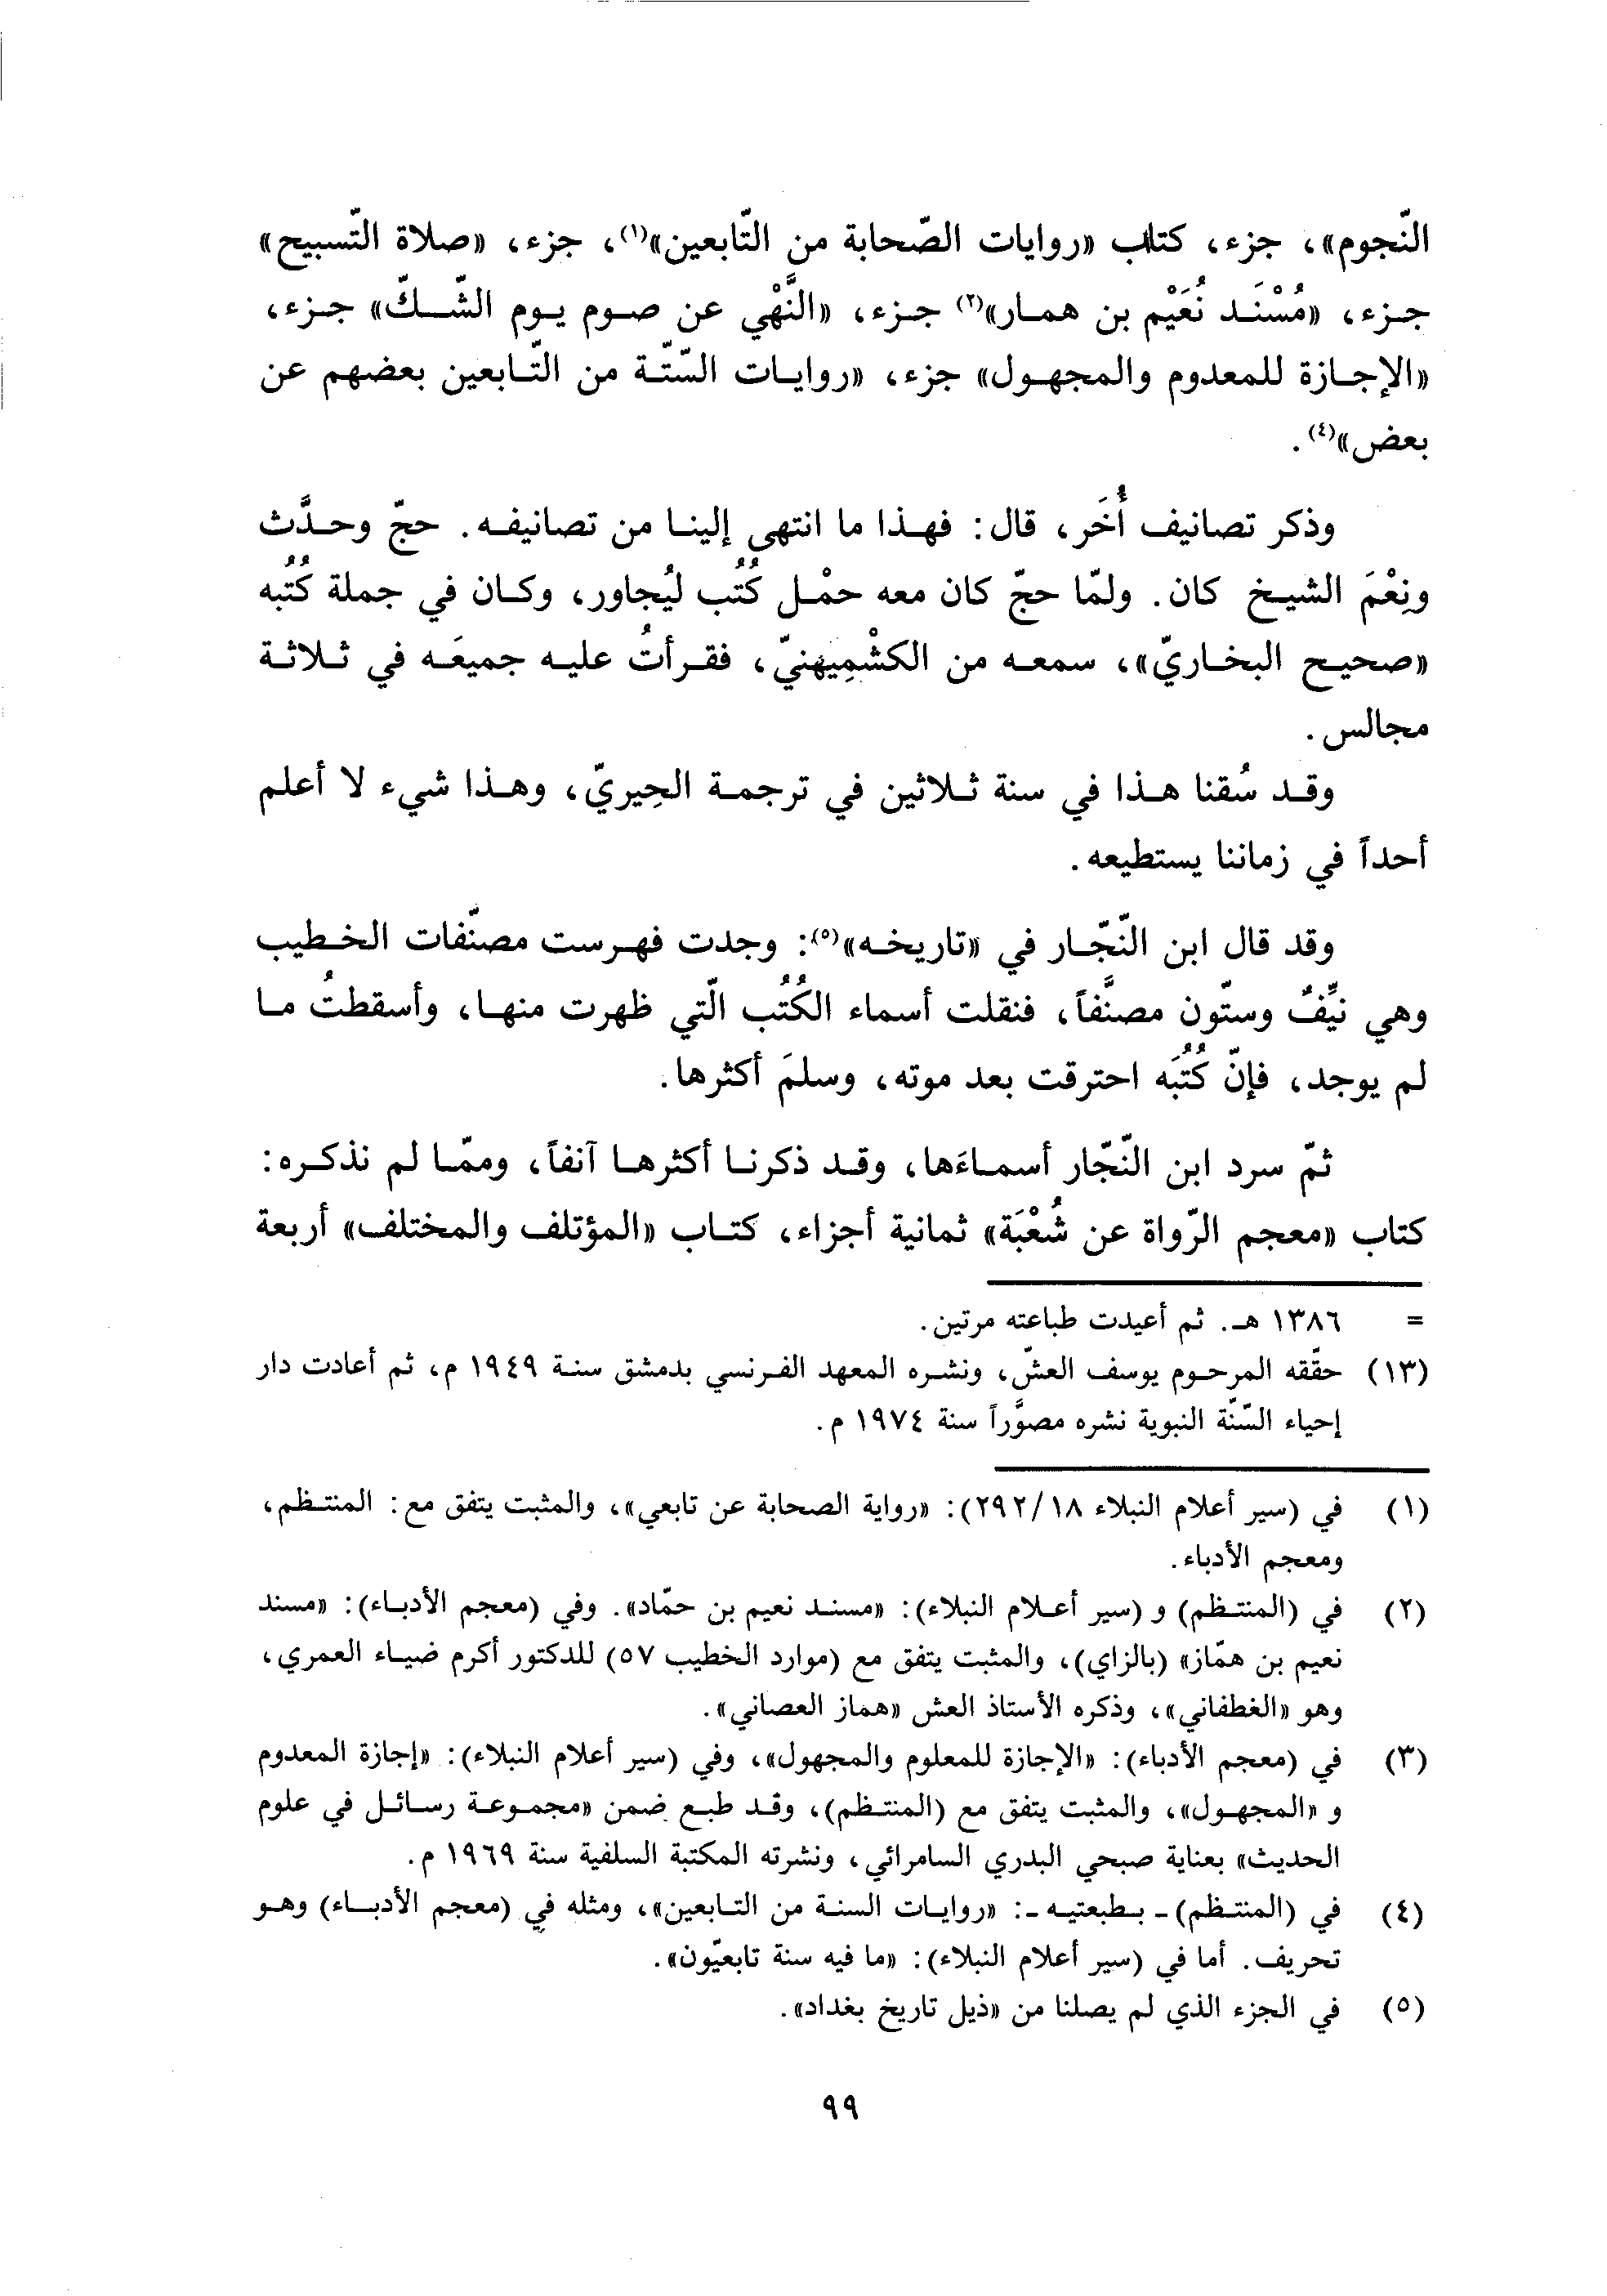 النّجوم»، جزء، كتاب «روايات الصّحابة من التّابعين»(١)، جزء، «صلاة التّسبيح»
جزء، «مُسْنَد نُعَيْم بن همار»(٢) جزء، «النَّهْي عن صوم يوم الشّكّ» جزء،
«الإجازة للمعدوم والمجهول» جزء، «روايات السّتّة من التّابعين بعضهم عن
بعض»(٤).
وذكر تصانيف أُخَر، قال: فهذا ما انتهى إلينا من تصانيفه. حجّ وحدَّث
ونِعْمَ الشيخ كان. ولمّا حجّ كان معه حمْل كُتُب ليُجاور، وكان في جملة كُتُبه
«صحيح البخاريّ»، سمعه من الكشْمِيهنيّ، فقرأتُ عليه جميعَه في ثلاثة
مجالس.
وقد سُقنا هذا في سنة ثلاثين في ترجمة الحِيريّ، وهذا شيء لا أعلم
أحداً في زماننا يستطيعه.
وقد قال ابن النّجّار في «تاريخه»(٥): وجدت فهرست مصنّفات الخطيب
وهي نيِّفٌ وستّون مصنَّفاً، فنقلت أسماء الكُتُب الّتي ظهرت منها، وأسقطتُ ما
لم يوجد، فإنّ كُتُبَه احترقت بعد موته، وسلمَ أكثرها.
ثمّ سرد ابن النّجّار أسماءَها، وقد ذكرنا أكثرها آنفاً، وممّا لم نذكره:
كتاب «معجم الرّواة عن شُعْبَة» ثمانية أجزاء، كتاب «المؤتلف والمختلف» أربعة
= ١٣٨٦ هـ. ثم أعيدت طباعته مرتين.
(١٣) حقّقه المرحوم يوسف العشّ، ونشره المعهد الفرنسي بدمشق سنة ١٩٤٩ م، ثم أعادت دار
إحياء السّنّة النبوية نشره مصوَّراً سنة ١٩٧٤ م.
(١) في (سير أعلام النبلاء ٢٩٢/١٨): «رواية الصحابة عن تابعي»، والمثبت يتفق مع: المنتظم،
ومعجم الأدباء.
(٢) في (المنتظم) و (سير أعلام النبلاء): «مسند نعيم بن حمّاد». وفي (معجم الأدباء): «مسند
نعيم بن همّاز» (بالزاي)، والمثبت يتفق مع (موارد الخطيب ٥٧) للدكتور أكرم ضياء العمري،
وهو «الغطفاني»، وذكره الأستاذ العش «هماز العصاني».
(٣) في (معجم الأدباء): «الإجازة للمعلوم والمجهول»، وفي (سير أعلام النبلاء): «إجازة المعدوم
و «المجهول»، والمثبت يتفق مع (المنتظم)، وقد طبع ضمن «مجموعة رسائل في علوم
الحديث» بعناية صبحي البدري السامرائي، ونشرته المكتبة السلفية سنة ١٩٦٩ م.
(٤) في (المنتظم) ـ بطبعتيه ـ: «روايات السنة من التابعين»، ومثله في (معجم الأدباء) وهو
تحريف. أما في (سير أعلام النبلاء): «ما فيه ستة تابعيّون».
(٥) في الجزء الذي لم يصلنا من «ذيل تاريخ بغداد».
٩٩